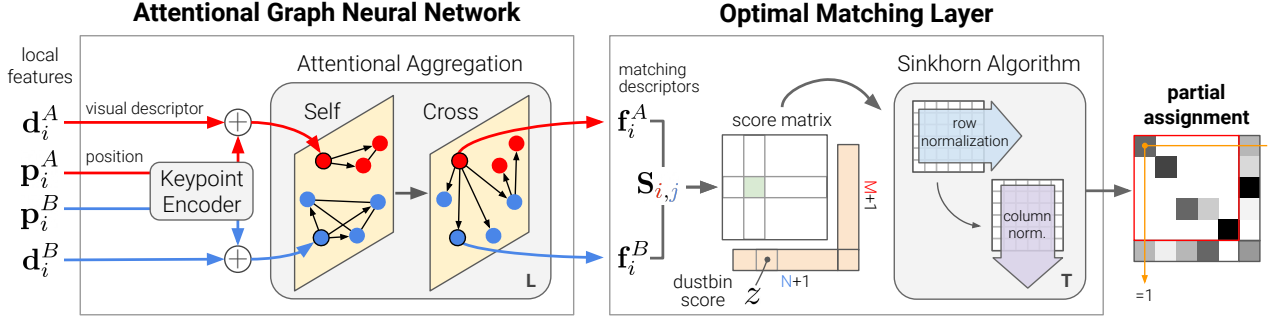 Attentional Graph Neural Network
Optimal Matching Layer
local
features
Attentional Aggregation
matching
descriptors
Sinkhorn Algorithm
visual descriptor
Self
Cross
partial
assignment
d_i^A
f_i^A
score matrix
row
normalization
position
p_i^A
Keypoint
Encoder
S_{i,j}
M+1
p_i^B
column
norm.
d_i^B
f_i^B
dustbin
score
z
N+1
L
T
=1